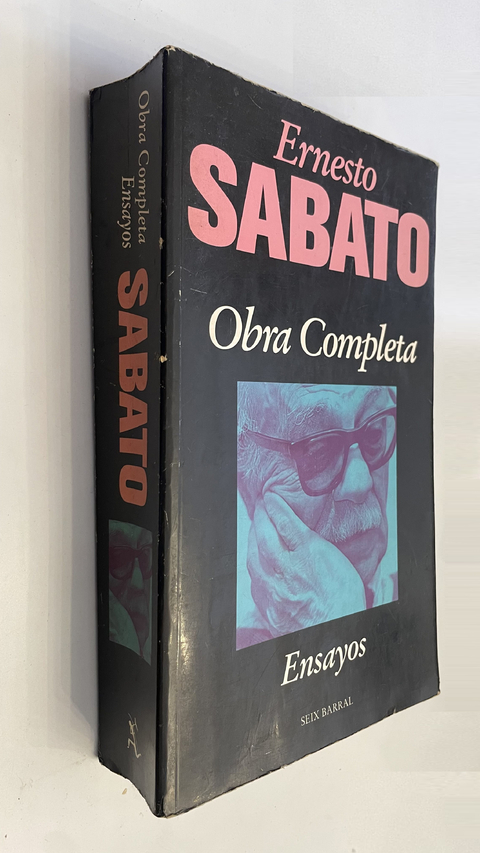 Ernesto
SABATO
Obra Completa
Ensayos
SEIX BARRAL
Obra Completa
Ensayos
SABATO